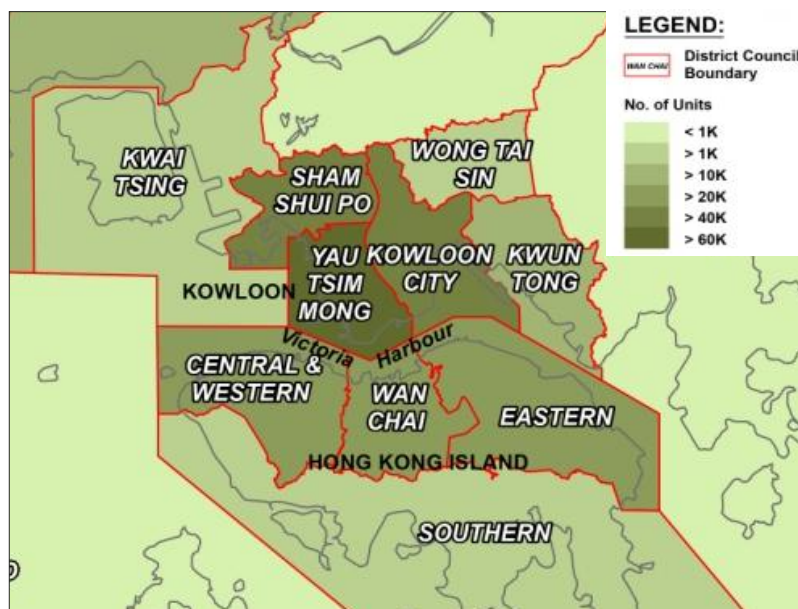 LEGEND:
WAN CHAI
District Council
Boundary
No. of Units
< 1K
> 1K
> 10K
> 20K
> 40K
> 60K
KWAI
TSING
SHAM
SHUI PO
WONG TAI
SIN
YAU
TSIM
MONG
KOWLOON
CITY
KWUN
TONG
KOWLOON
Victoria Harbour
CENTRAL &
WESTERN
WAN
CHAI
EASTERN
HONG KONG ISLAND
SOUTHERN